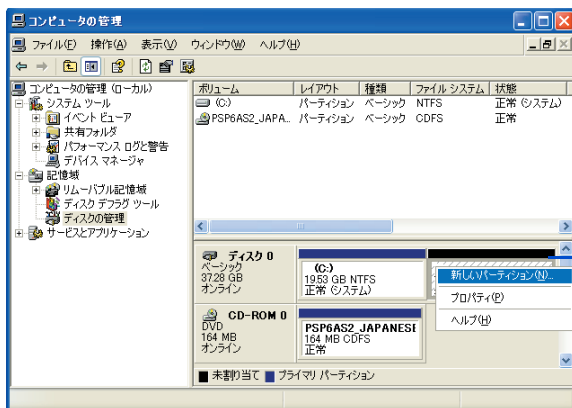 コンピュータの管理
ファイル(F) 操作(A) 表示(V) ウィンドウ(W) ヘルプ(H)
コンピュータの管理 (ローカル)
システム ツール
イベント ビューア
共有フォルダ
パフォーマンス ログと警告
デバイス マネージャ
記憶域
リムーバブル記憶域
ディスク デフラグ ツール
ディスクの管理
サービスとアプリケーション
ボリューム レイアウト 種類 ファイル システム 状態
(C:) パーティション ベーシック NTFS 正常 (システム)
PSP6AS2_JAPA... パーティション ベーシック CDFS 正常
ディスク 0
ベーシック
37.28 GB
オンライン
(C:)
19.53 GB NTFS
正常 (システム)
新しいパーティション(N)...
プロパティ(P)
ヘルプ(H)
CD-ROM 0
DVD
164 MB
オンライン
PSP6AS2_JAPANESE
164 MB CDFS
正常
未割り当て プライマリ パーティション